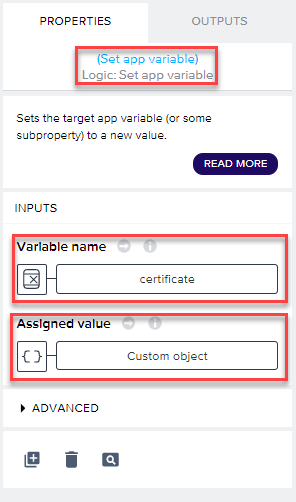 PROPERTIES
OUTPUTS
(Set app variable)
Logic: Set app variable
Sets the target app variable (or some
subproperty) to a new value.
READ MORE
INPUTS
Variable name
certificate
Assigned value
Custom object
ADVANCED